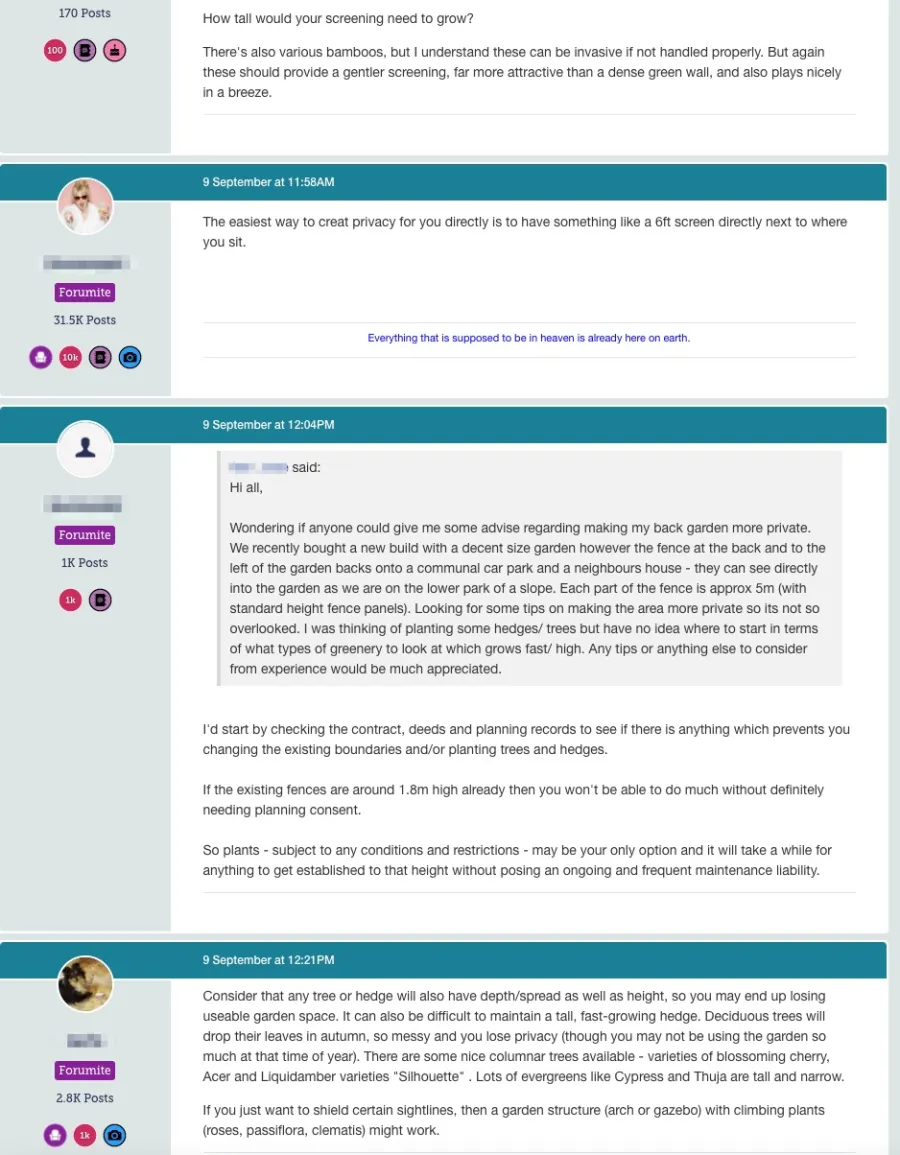 170 Posts
100
How tall would your screening need to grow?
There's also various bamboos, but I understand these can be invasive if not handled properly. But again
these should provide a gentler screening, far more attractive than a dense green wall, and also plays nicely
in a breeze.
9 September at 11:58AM
Forumite
31.5K Posts
10k
The easiest way to creat privacy for you directly is to have something like a 6ft screen directly next to where
you sit.
Everything that is supposed to be in heaven is already here on earth.
9 September at 12:04PM
Forumite
1K Posts
1k
said:
Hi all,
Wondering if anyone could give me some advise regarding making my back garden more private.
We recently bought a new build with a decent size garden however the fence at the back and to the
left of the garden backs onto a communal car park and a neighbours house - they can see directly
into the garden as we are on the lower park of a slope. Each part of the fence is approx 5m (with
standard height fence panels). Looking for some tips on making the area more private so its not so
overlooked. I was thinking of planting some hedges/ trees but have no idea where to start in terms
of what types of greenery to look at which grows fast/ high. Any tips or anything else to consider
from experience would be much appreciated.
I'd start by checking the contract, deeds and planning records to see if there is anything which prevents you
changing the existing boundaries and/or planting trees and hedges.
If the existing fences are around 1.8m high already then you won't be able to do much without definitely
needing planning consent.
So plants - subject to any conditions and restrictions - may be your only option and it will take a while for
anything to get established to that height without posing an ongoing and frequent maintenance liability.
9 September at 12:21PM
Forumite
2.8K Posts
1k
Consider that any tree or hedge will also have depth/spread as well as height, so you may end up losing
useable garden space. It can also be difficult to maintain a tall, fast-growing hedge. Deciduous trees will
drop their leaves in autumn, so messy and you lose privacy (though you may not be using the garden so
much at that time of year). There are some nice columnar trees available - varieties of blossoming cherry,
Acer and Liquidamber varieties "Silhouette" . Lots of evergreens like Cypress and Thuja are tall and narrow.
If you just want to shield certain sightlines, then a garden structure (arch or gazebo) with climbing plants
(roses, passiflora, clematis) might work.